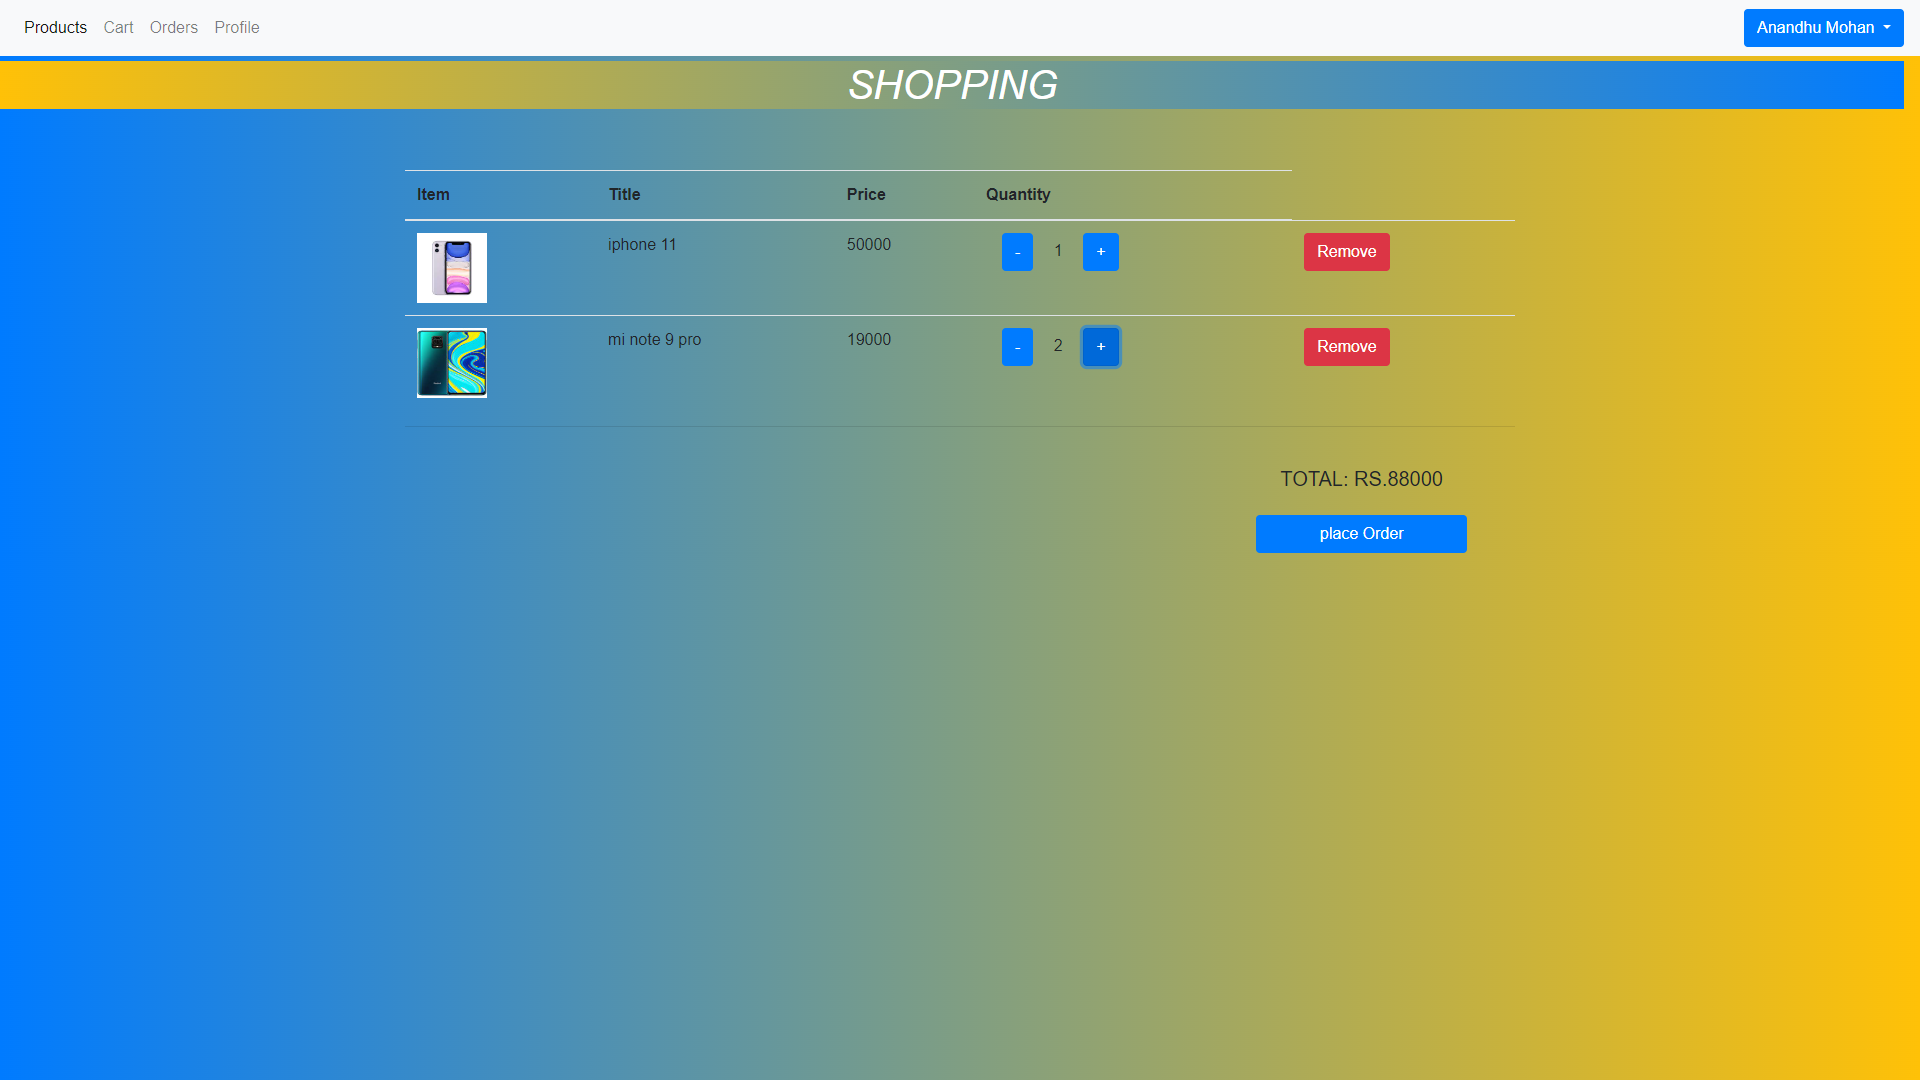 Products Cart Orders Profile Anandhu Mohan
SHOPPING
Item Title Price Quantity
iphone 11 50000 - 1 + Remove
mi note 9 pro 19000 - 2 + Remove
TOTAL: RS.88000
place Order